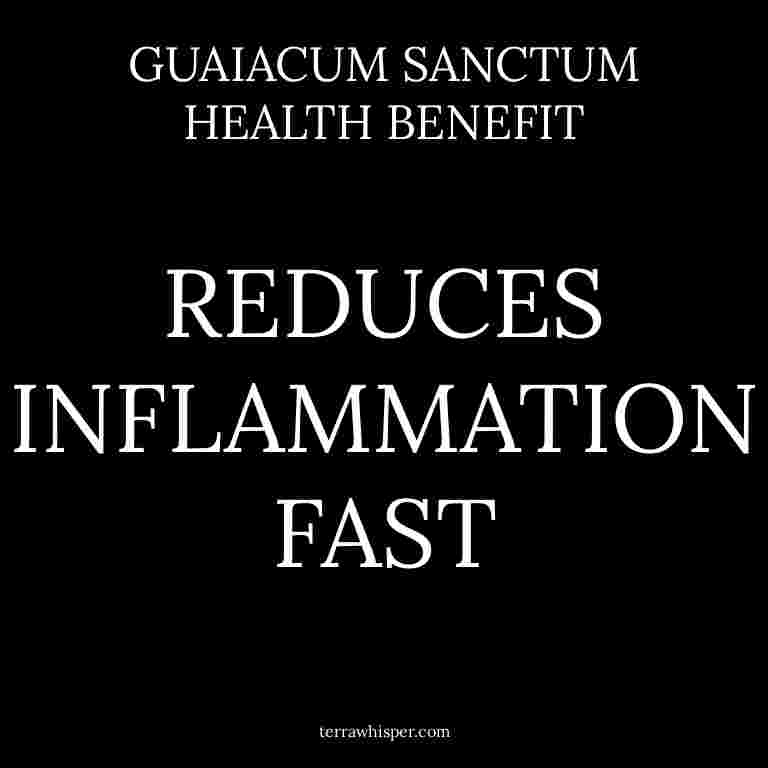 GUAIACUM SANCTUM
HEALTH BENEFIT
REDUCES
INFLAMMATION
FAST
terrawhisper.com